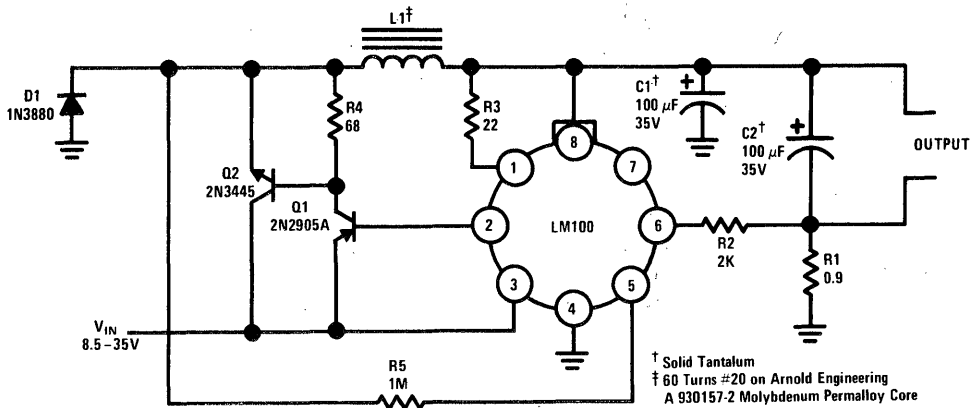 L1‡
D1
1N3880
R4
68
R3
22
C1†
100 µF
35V
C2†
100 µF
35V
OUTPUT
Q2
2N3445
Q1
2N2905A
1
2
3
4
5
6
7
8
LM100
R2
2K
R1
0.9
VIN
8.5-35V
R5
1M
† Solid Tantalum
‡ 60 Turns #20 on Arnold Engineering
A 930157-2 Molybdenum Permalloy Core